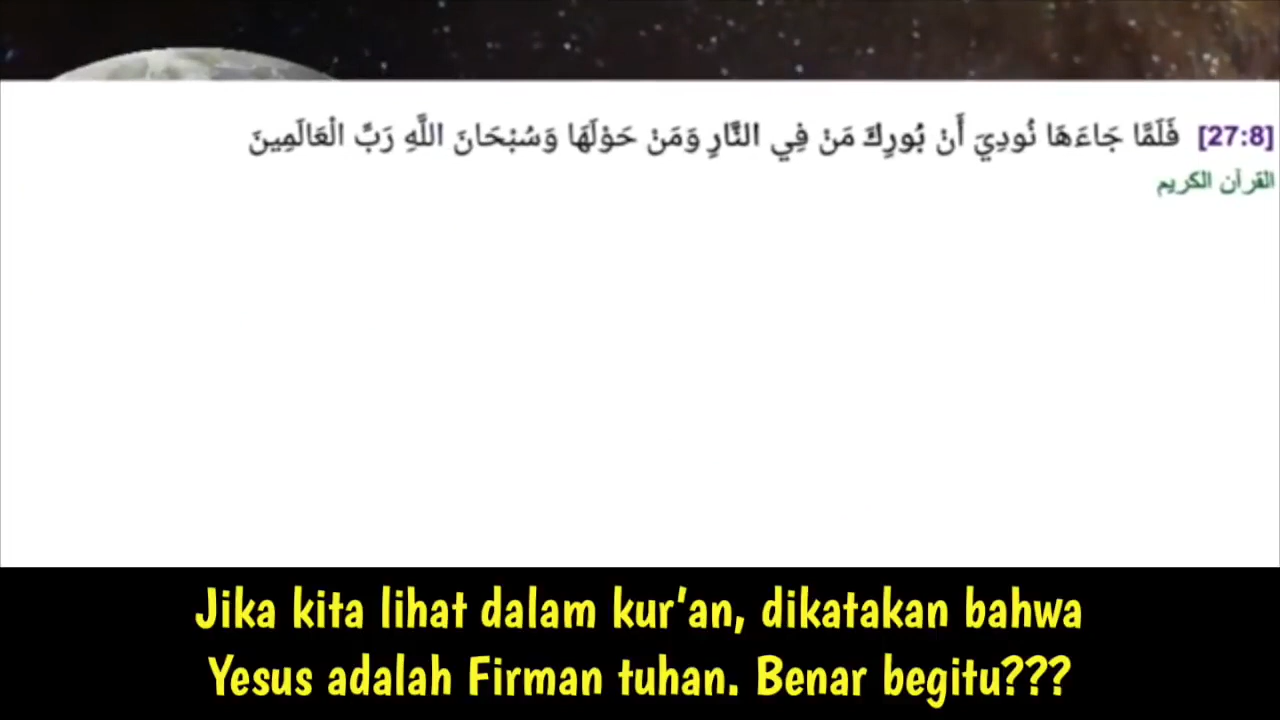 [27:8] فَلَمَّا جَاءَهَا نُودِيَ أَنْ بُورِكَ مَنْ فِي النَّارِ وَمَنْ حَوْلَهَا وَسُبْحَانَ اللَّهِ رَبِّ الْعَالَمِينَ
القرآن الكريم
Jika kita lihat dalam kur'an, dikatakan bahwa
Yesus adalah Firman tuhan. Benar begitu???